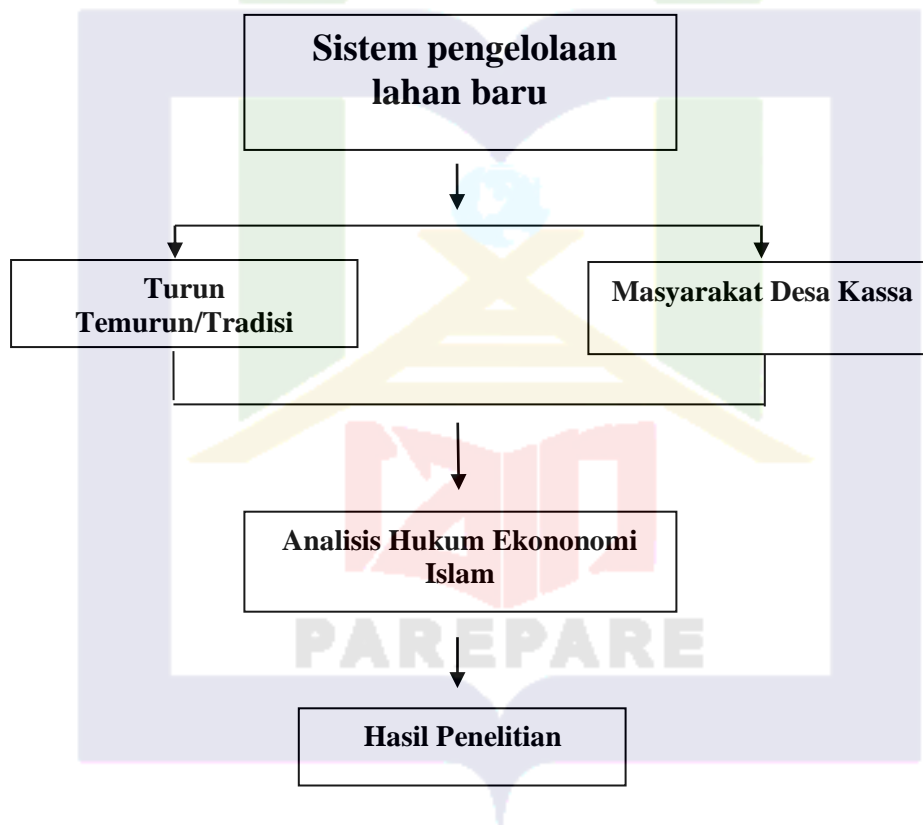 Sistem pengelolaan
lahan baru
Turun
Temurun/Tradisi
Masyarakat Desa Kassa
Analisis Hukum Ekononomi
Islam
PAREPARE
Hasil Penelitian